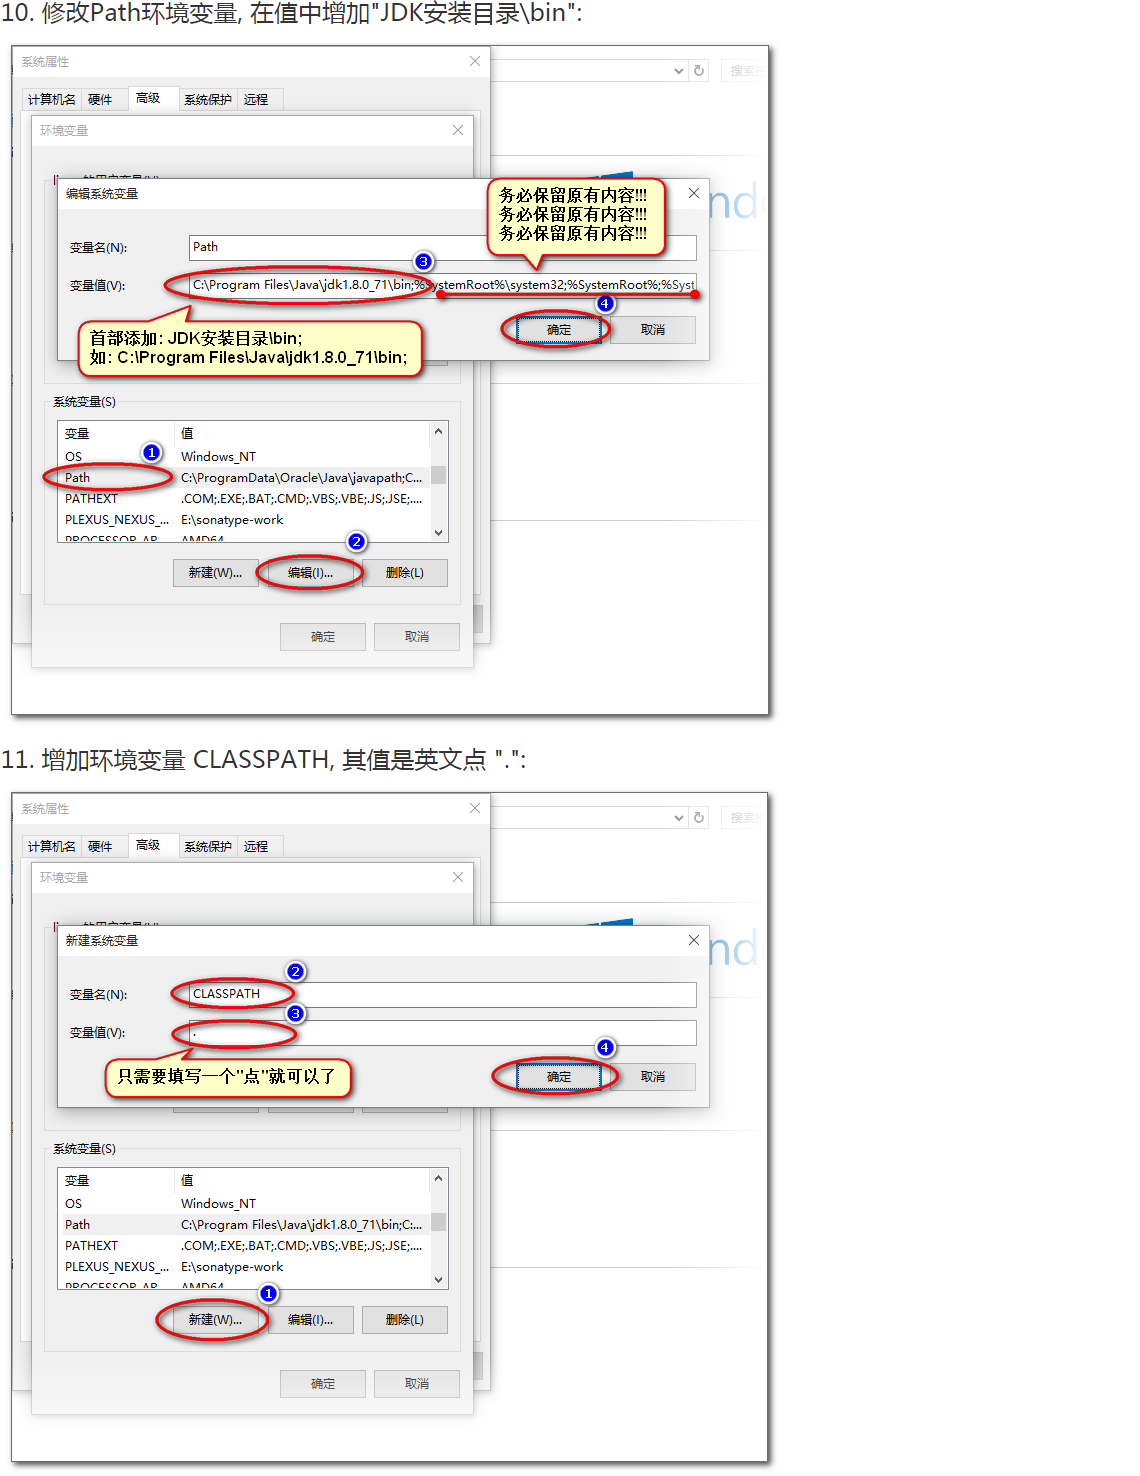 10. 修改Path环境变量, 在值中增加"JDK安装目录\bin":
系统属性
搜索
计算机名 硬件 高级 系统保护 远程
环境变量
编辑系统变量
务必保留原有内容!!!
务必保留原有内容!!!
务必保留原有内容!!!
变量名(N): Path
3
变量值(V): C:\Program Files\Java\jdk1.8.0_71\bin;%SystemRoot%\system32;%SystemRoot%;%Syst
4
确定 取消
首部添加: JDK安装目录\bin;
如: C:\Program Files\Java\jdk1.8.0_71\bin;
系统变量(S)
变量 值
1
OS Windows_NT
Path C:\ProgramData\Oracle\Java\javapath;C...
PATHEXT .COM;.EXE;.BAT;.CMD;.VBS;.VBE;.JS;.JSE;....
PLEXUS_NEXUS_... E:\sonatype-work
PROCESSOR_AR... AMD64
2
新建(W)... 编辑(I)... 删除(L)
确定 取消
11. 增加环境变量 CLASSPATH, 其值是英文点 ".":
系统属性
搜索
计算机名 硬件 高级 系统保护 远程
环境变量
新建系统变量
2
变量名(N): CLASSPATH
3
变量值(V): .
4
确定 取消
只需要填写一个"点"就可以了
系统变量(S)
变量 值
OS Windows_NT
Path C:\Program Files\Java\jdk1.8.0_71\bin;C:...
PATHEXT .COM;.EXE;.BAT;.CMD;.VBS;.VBE;.JS;.JSE;....
PLEXUS_NEXUS_... E:\sonatype-work
PROCESSOR_AR... AMD64
1
新建(W)... 编辑(I)... 删除(L)
确定 取消